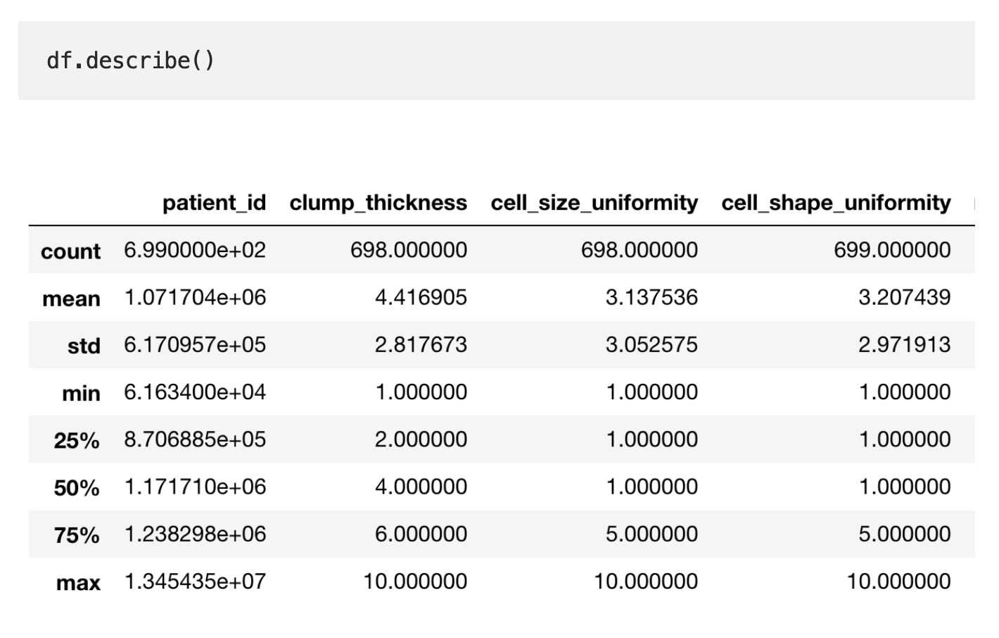 df.describe()
patient_id clump_thickness cell_size_uniformity cell_shape_uniformity
count 6.990000e+02 698.000000 698.000000 699.000000
mean 1.071704e+06 4.416905 3.137536 3.207439
std 6.170957e+05 2.817673 3.052575 2.971913
min 6.163400e+04 1.000000 1.000000 1.000000
25% 8.706885e+05 2.000000 1.000000 1.000000
50% 1.171710e+06 4.000000 1.000000 1.000000
75% 1.238298e+06 6.000000 5.000000 5.000000
max 1.345435e+07 10.000000 10.000000 10.000000